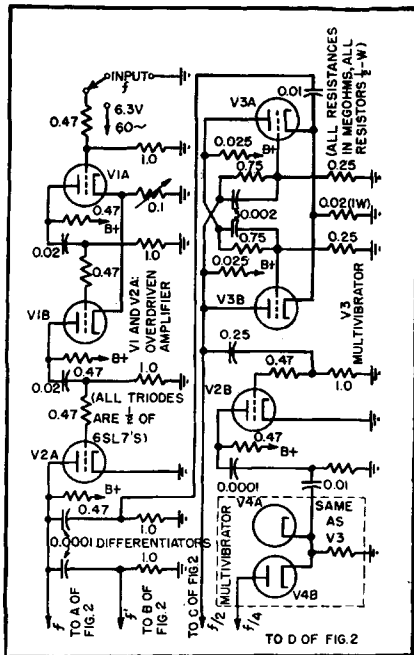 INPUT
f
6.3V
60~
0.47
1.0
V1A
0.47
B+
0.1
0.02
0.47
1.0
V1B
B+
0.47
0.02
V1 AND V2A:
OVERDRIVEN
AMPLIFIER
0.47
1.0
(ALL TRIODES
ARE ½ OF
6SL7'S)
V2A
B+
0.47
1.0
0.0001 DIFFERENTIATORS
1.0
f
TO A OF
FIG.2
f'
TO B OF
FIG.2
TO C OF FIG.2
(ALL RESISTANCES
IN MEGOHMS, ALL
RESISTORS ½-W)
0.01
V3A
0.025
B+
0.75
0.25
0.002
0.02(1W)
0.75
0.025
B+
0.25
V3B
V3
MULTIVIBRATOR
0.25
0.47
1.0
V2B
0.47
B+
0.0001
0.01
V4A
SAME AS
V3
MULTIVIBRATOR
V4B
f/2
f/4
TO D OF FIG.2